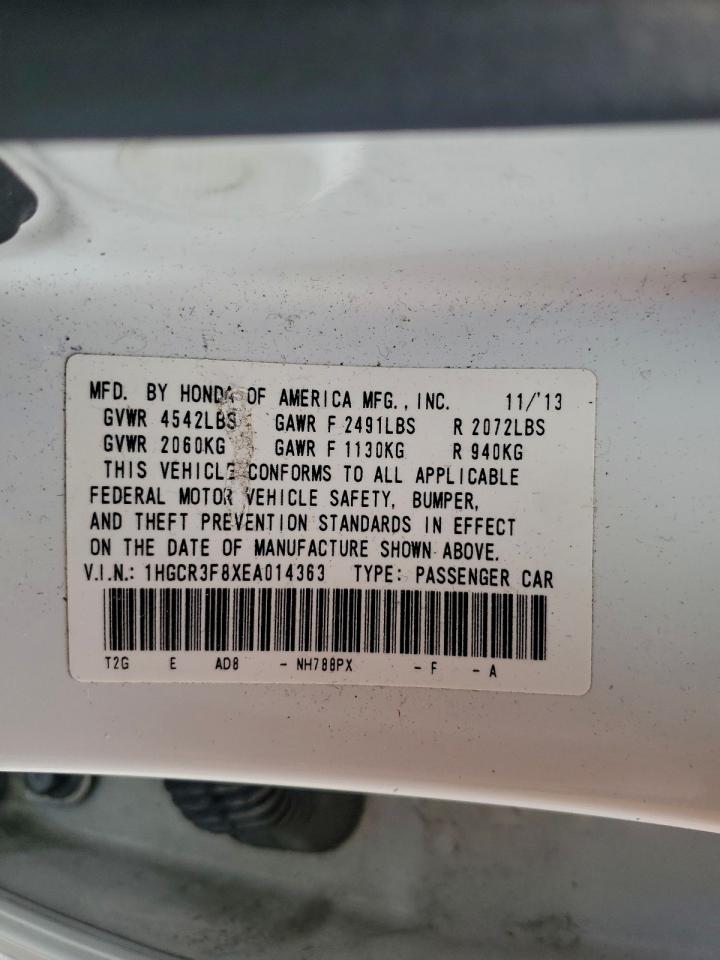 MFD. BY HONDA OF AMERICA MFG., INC. 11/'13
GVWR 4542LBS GAWR F 2491LBS R 2072LBS
GVWR 2060KG GAWR F 1130KG R 940KG
THIS VEHICLE CONFORMS TO ALL APPLICABLE
FEDERAL MOTOR VEHICLE SAFETY, BUMPER,
AND THEFT PREVENTION STANDARDS IN EFFECT
ON THE DATE OF MANUFACTURE SHOWN ABOVE.
V.I.N.: 1HGCR3F8XEA014363 TYPE: PASSENGER CAR
T2G E AD8 - NH788PX - F - A